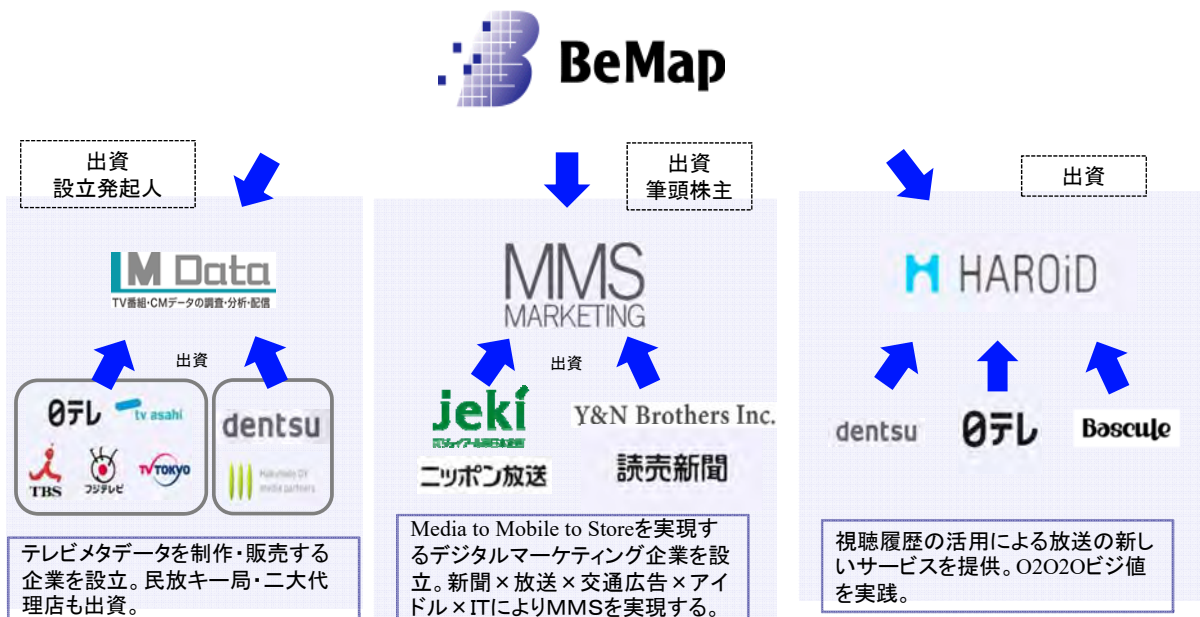 BeMap
出資
設立発起人
出資
筆頭株主
出資
M Data
TV番組・CMデータの調査・分析・配信
MMS
MARKETING
HAROiD
出資
出資
日テレ
tv asahi
TBS
フジテレビ
TV TOKYO
dentsu
Hakuhodo DY
media partners
jeki
ニッポン放送
Y&N Brothers Inc.
読売新聞
dentsu
日テレ
Bascule
テレビメタデータを制作・販売する
企業を設立。民放キー局・二大代
理店も出資。
Media to Mobile to Storeを実現す
るデジタルマーケティング企業を設
立。新聞×放送×交通広告×アイ
ドル×ITによりMMSを実現する。
視聴履歴の活用による放送の新し
いサービスを提供。O2O2Oビジ値
を実践。